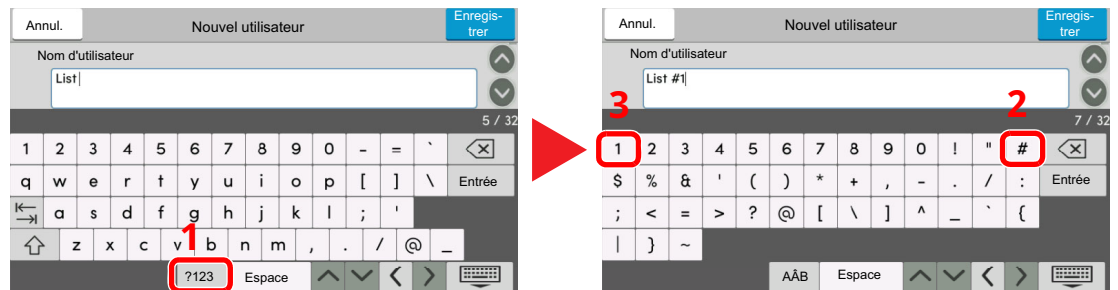 Annul.
Nouvel utilisateur
Enregis-
trer
Nom d'utilisateur
List
5 / 32
1 2 3 4 5 6 7 8 9 0 - = `
q w e r t y u i o p [ ] \ Entrée
a s d f g h j k l ; '
1
z x c v b n m , . / @ _
?123 Espace
Annul.
Nouvel utilisateur
Enregis-
trer
Nom d'utilisateur
List #1
3
2
7 / 32
1 2 3 4 5 6 7 8 9 0 ! " #
$ % & ' ( ) * + , - . / : Entrée
; < = > ? @ [ \ ] ^ _ ` {
| } ~
AÂB Espace